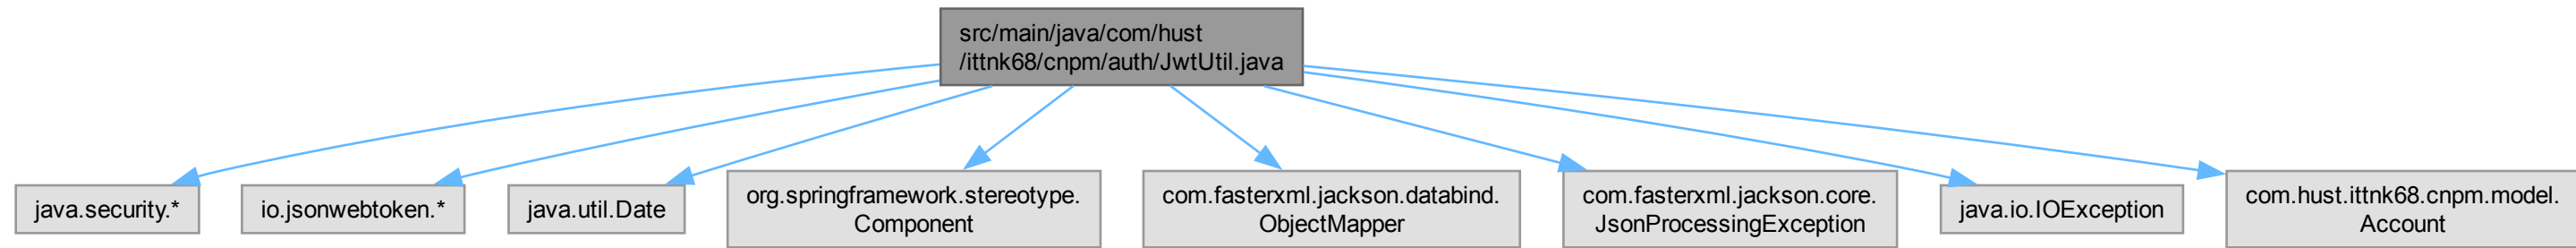 src/main/java/com/hust
/ittnk68/cnpm/auth/JwtUtil.java
java.security.*
io.jsonwebtoken.*
java.util.Date
org.springframework.stereotype.
Component
com.fasterxml.jackson.databind.
ObjectMapper
com.fasterxml.jackson.core.
JsonProcessingException
java.io.IOException
com.hust.ittnk68.cnpm.model.
Account